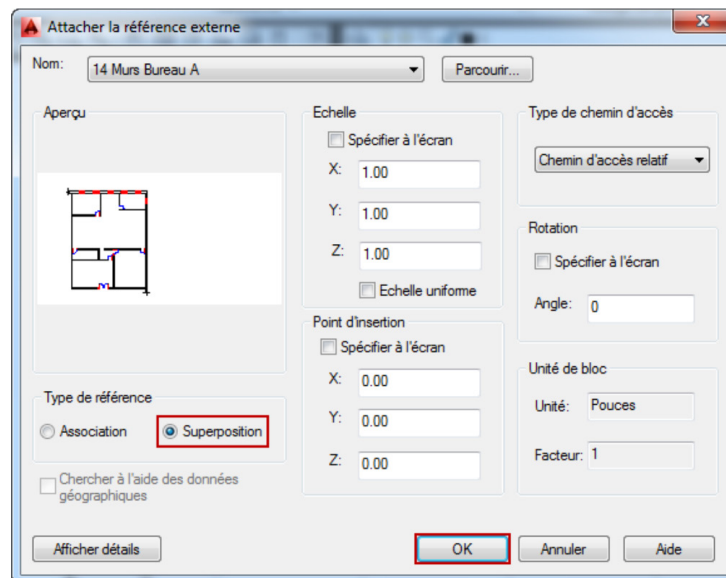 Attacher la référence externe
Nom: 14 Murs Bureau A Parcourir...
Aperçu
Echelle
Spécifier à l'écran
X: 1.00
Y: 1.00
Z: 1.00
Echelle uniforme
Type de chemin d'accès
Chemin d'accès relatif
Rotation
Spécifier à l'écran
Angle: 0
Point d'insertion
Spécifier à l'écran
X: 0.00
Y: 0.00
Z: 0.00
Unité de bloc
Unité: Pouces
Facteur: 1
Type de référence
Association Superposition
Chercher à l'aide des données
géographiques
Afficher détails OK Annuler Aide